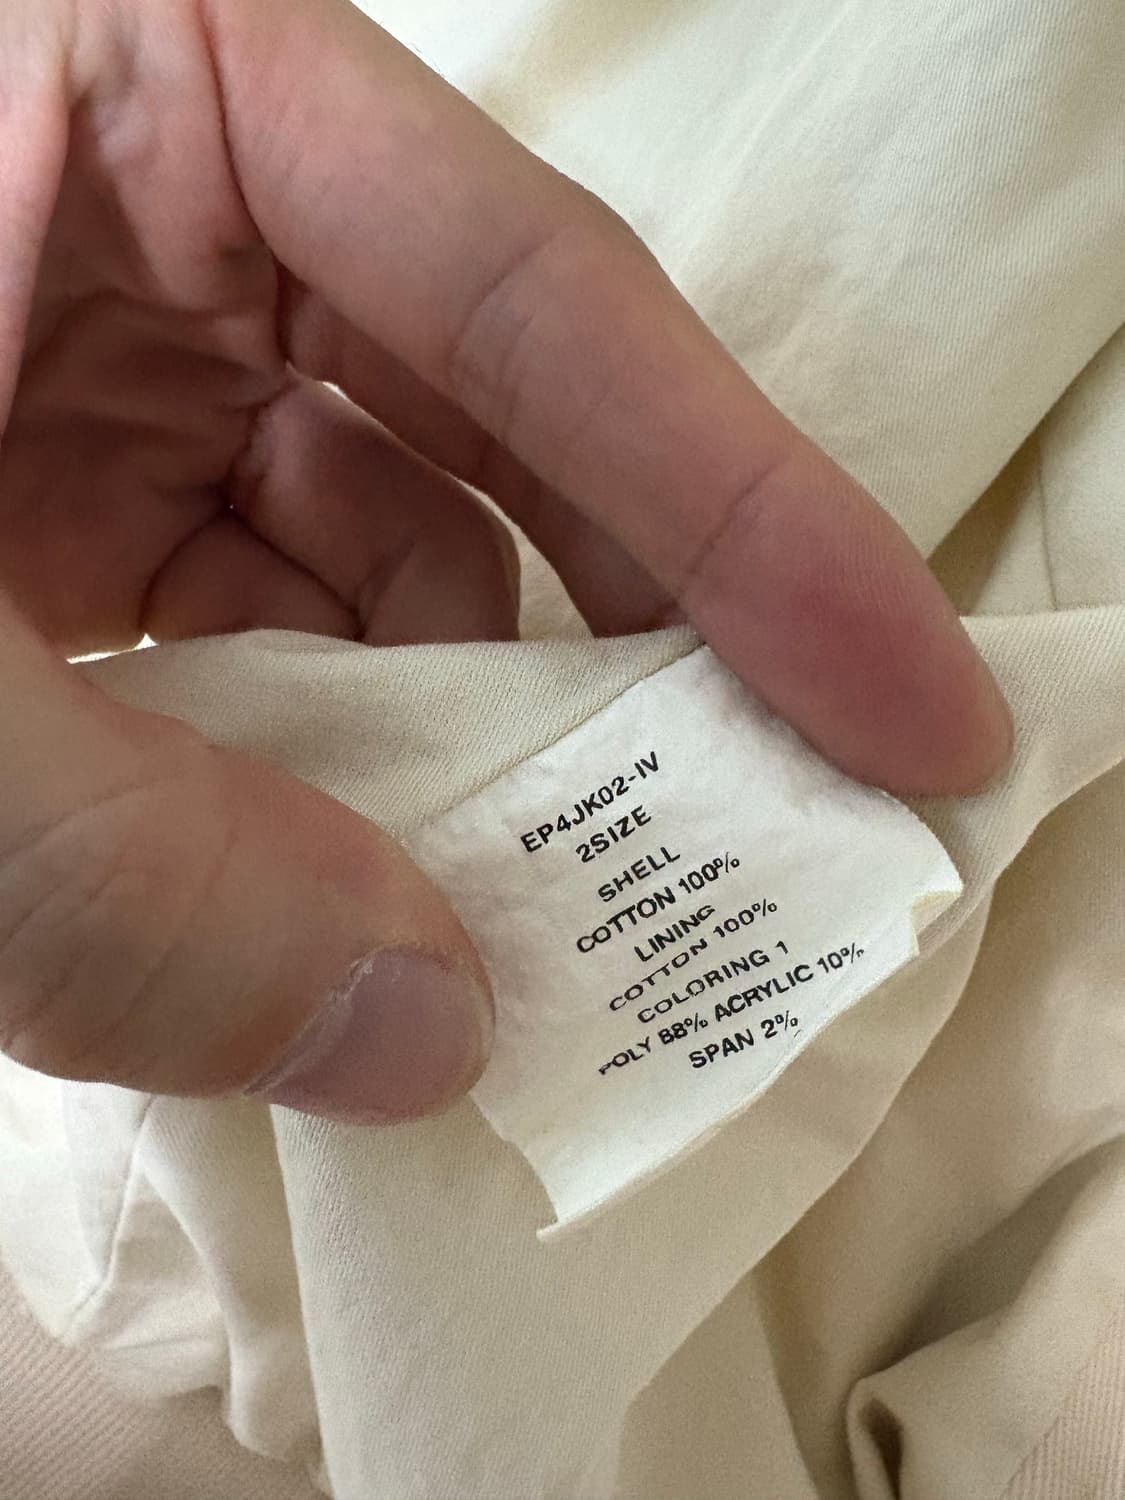 EP4JK02-IV
2SIZE
SHELL
COTTON 100%
LINING
COTTON 100%
COLORING 1
POLY 88% ACRYLIC 10%
SPAN 2%